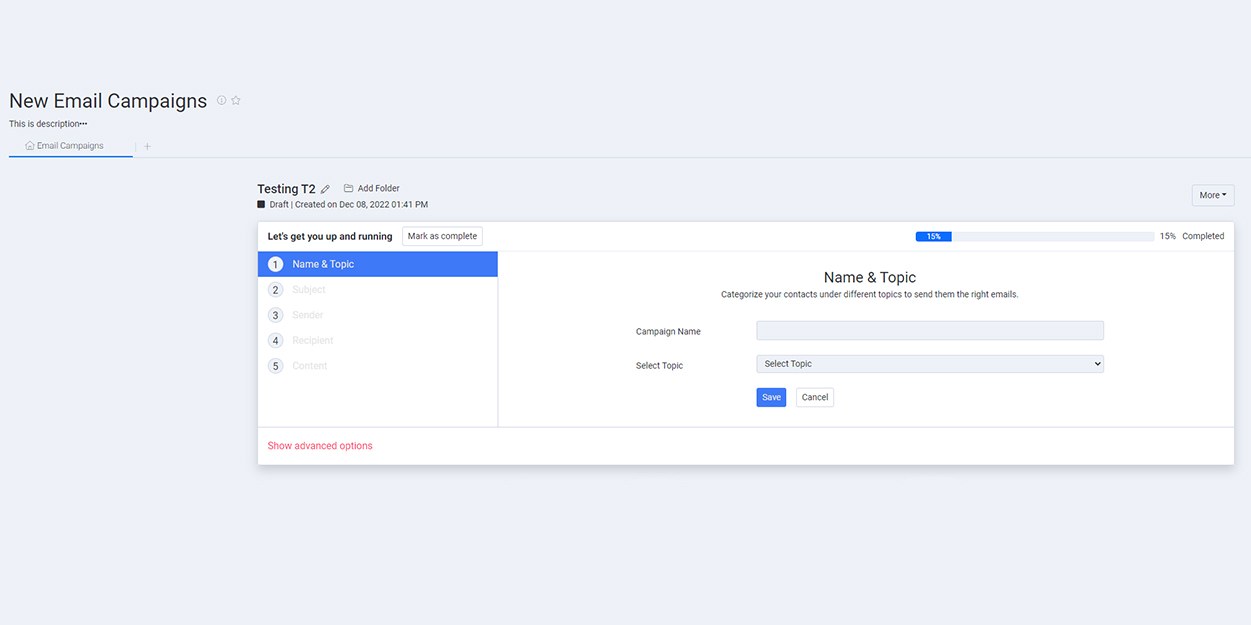 New Email Campaigns
This is description•••
Email Campaigns +
Testing T2 Add Folder
More
Draft | Created on Dec 08, 2022 01:41 PM
Let's get you up and running Mark as complete 15% 15% Completed
1 Name & Topic
2 Subject
3 Sender
4 Recipient
5 Content
Name & Topic
Categorize your contacts under different topics to send them the right emails.
Campaign Name
Select Topic Select Topic
Save Cancel
Show advanced options